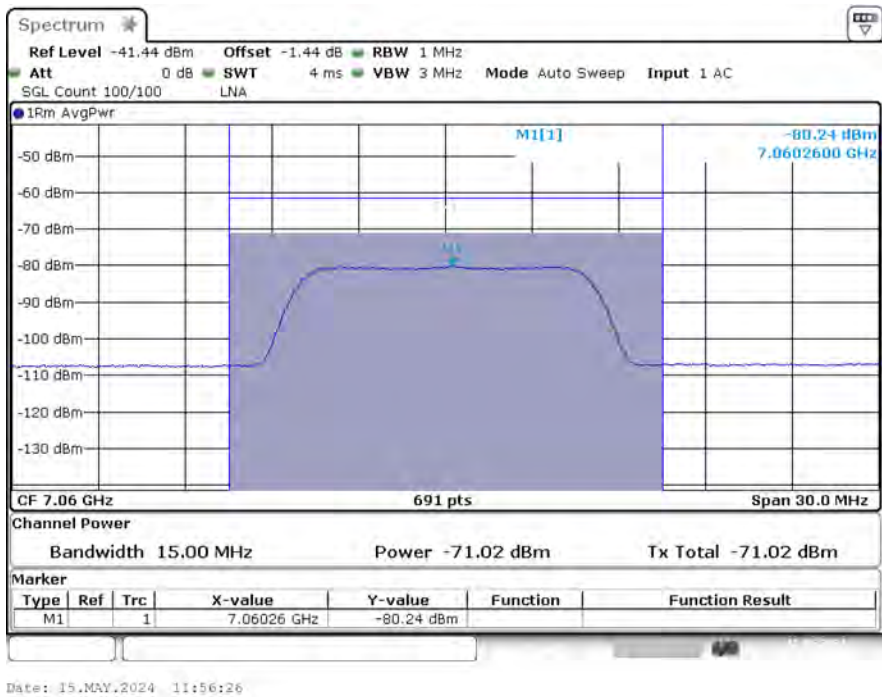 Spectrum
Ref Level -41.44 dBm Offset -1.44 dB RBW 1 MHz
Att 0 dB SWT 4 ms VBW 3 MHz Mode Auto Sweep Input 1 AC
SGL Count 100/100 LNA
1Rm AvgPwr
M1[1] -80.24 dBm
7.0602600 GHz
-50 dBm
-60 dBm
-70 dBm
M1
-80 dBm
-90 dBm
-100 dBm
-110 dBm
-120 dBm
-130 dBm
CF 7.06 GHz 691 pts Span 30.0 MHz
Channel Power
Bandwidth 15.00 MHz Power -71.02 dBm Tx Total -71.02 dBm
Marker
Type Ref Trc X-value Y-value Function Function Result
M1 1 7.06026 GHz -80.24 dBm
Date: 15.MAY.2024 11:56:26